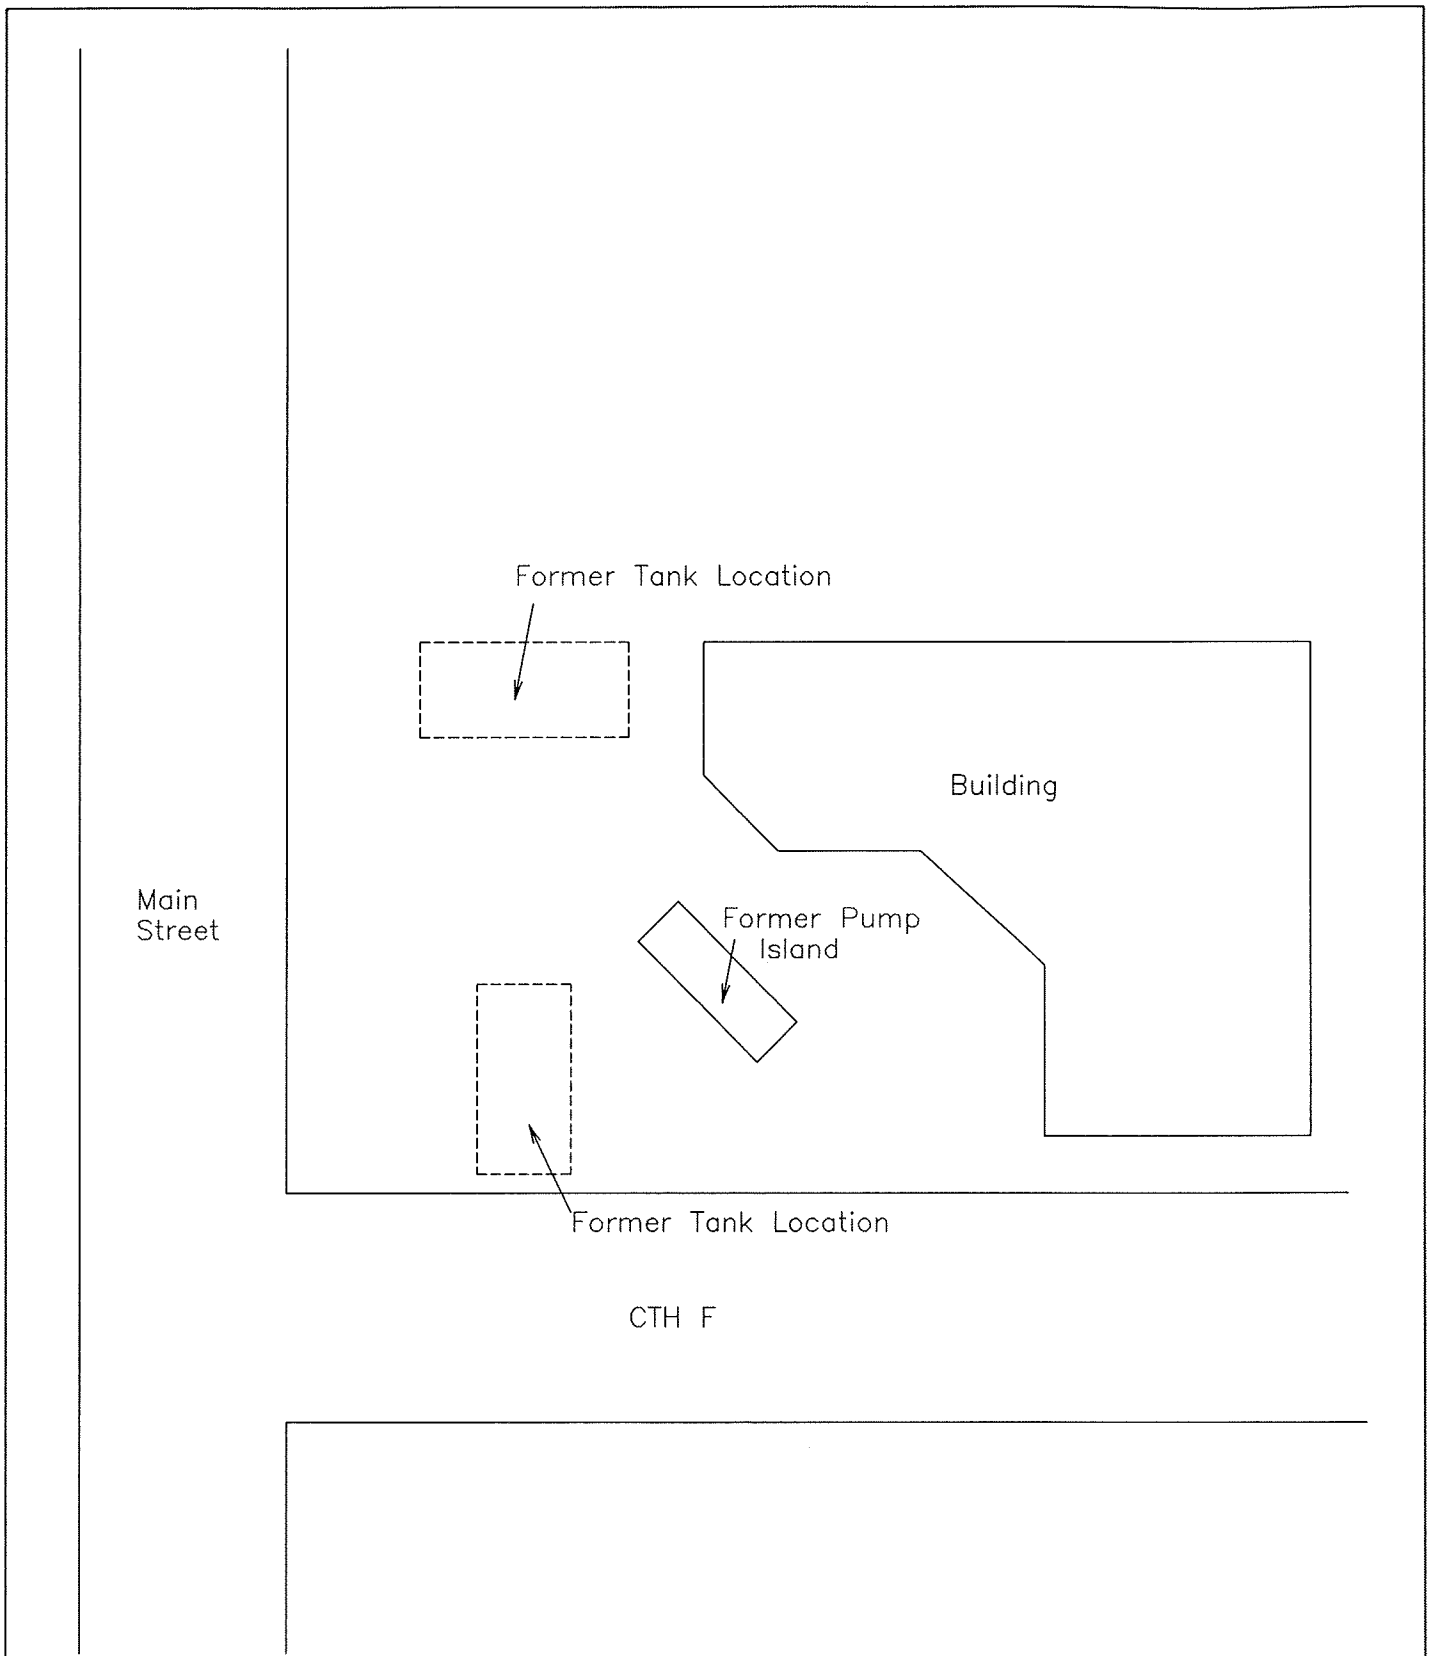 Former Tank Location
Building
Main
Street
Former Pump
Island
Former Tank Location
CTH F